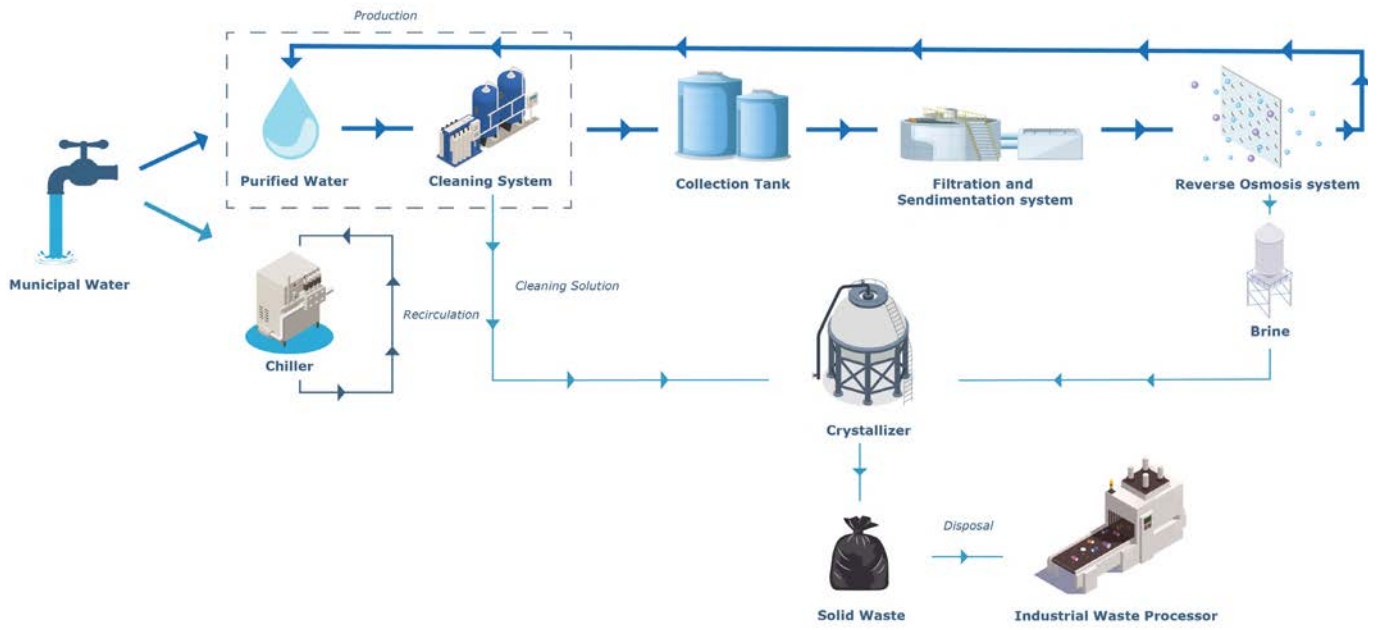 Production
Purified Water
Cleaning System
Collection Tank
Filtration and
Sendimentation system
Reverse Osmosis system
Municipal Water
Chiller
Recirculation
Cleaning Solution
Brine
Crystallizer
Solid Waste
Disposal
Industrial Waste Processor